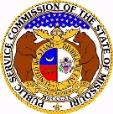 PUBLIC SERVICE COMMISSION OF THE STATE OF MISSOURI